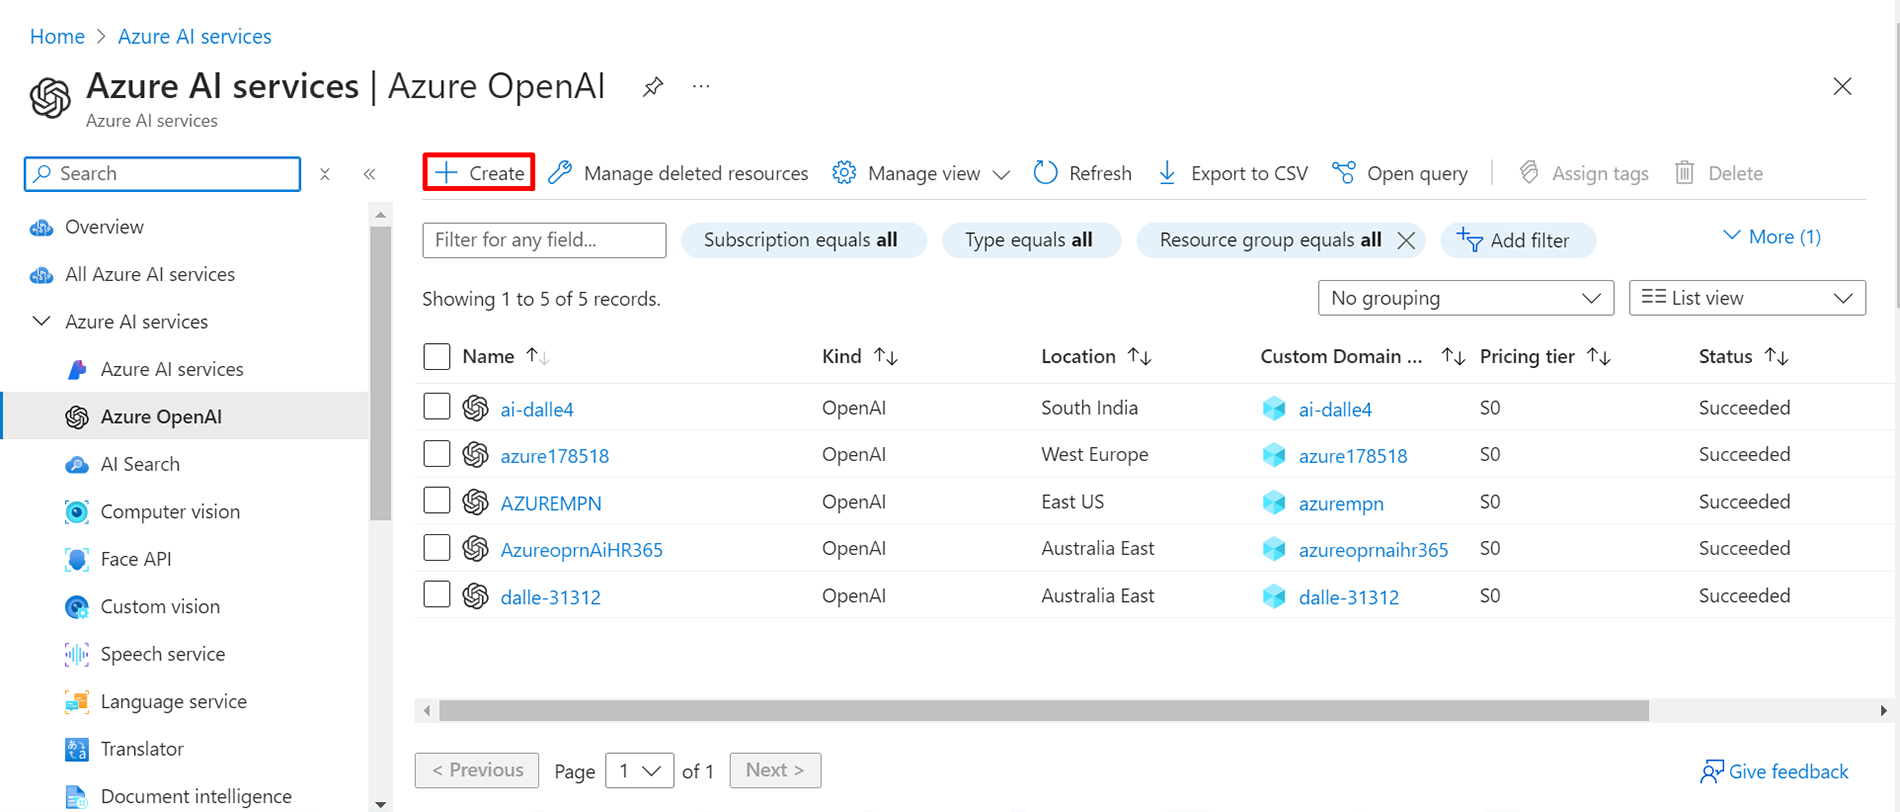 Home > Azure AI services
Azure AI services | Azure OpenAI ...
Azure AI services
Search
Overview
All Azure AI services
Azure AI services
Azure AI services
Azure OpenAI
AI Search
Computer vision
Face API
Custom vision
Speech service
Language service
Translator
Document intelligence
+ Create Manage deleted resources Manage view Refresh Export to CSV Open query Assign tags Delete
Filter for any field... Subscription equals all Type equals all Resource group equals all Add filter More (1)
Showing 1 to 5 of 5 records. No grouping List view
Name Kind Location Custom Domain ... Pricing tier Status
ai-dalle4 OpenAI South India ai-dalle4 S0 Succeeded
azure178518 OpenAI West Europe azure178518 S0 Succeeded
AZUREMPN OpenAI East US azurempn S0 Succeeded
AzureoprnAiHR365 OpenAI Australia East azureoprnaihr365 S0 Succeeded
dalle-31312 OpenAI Australia East dalle-31312 S0 Succeeded
< Previous Page 1 of 1 Next > Give feedback